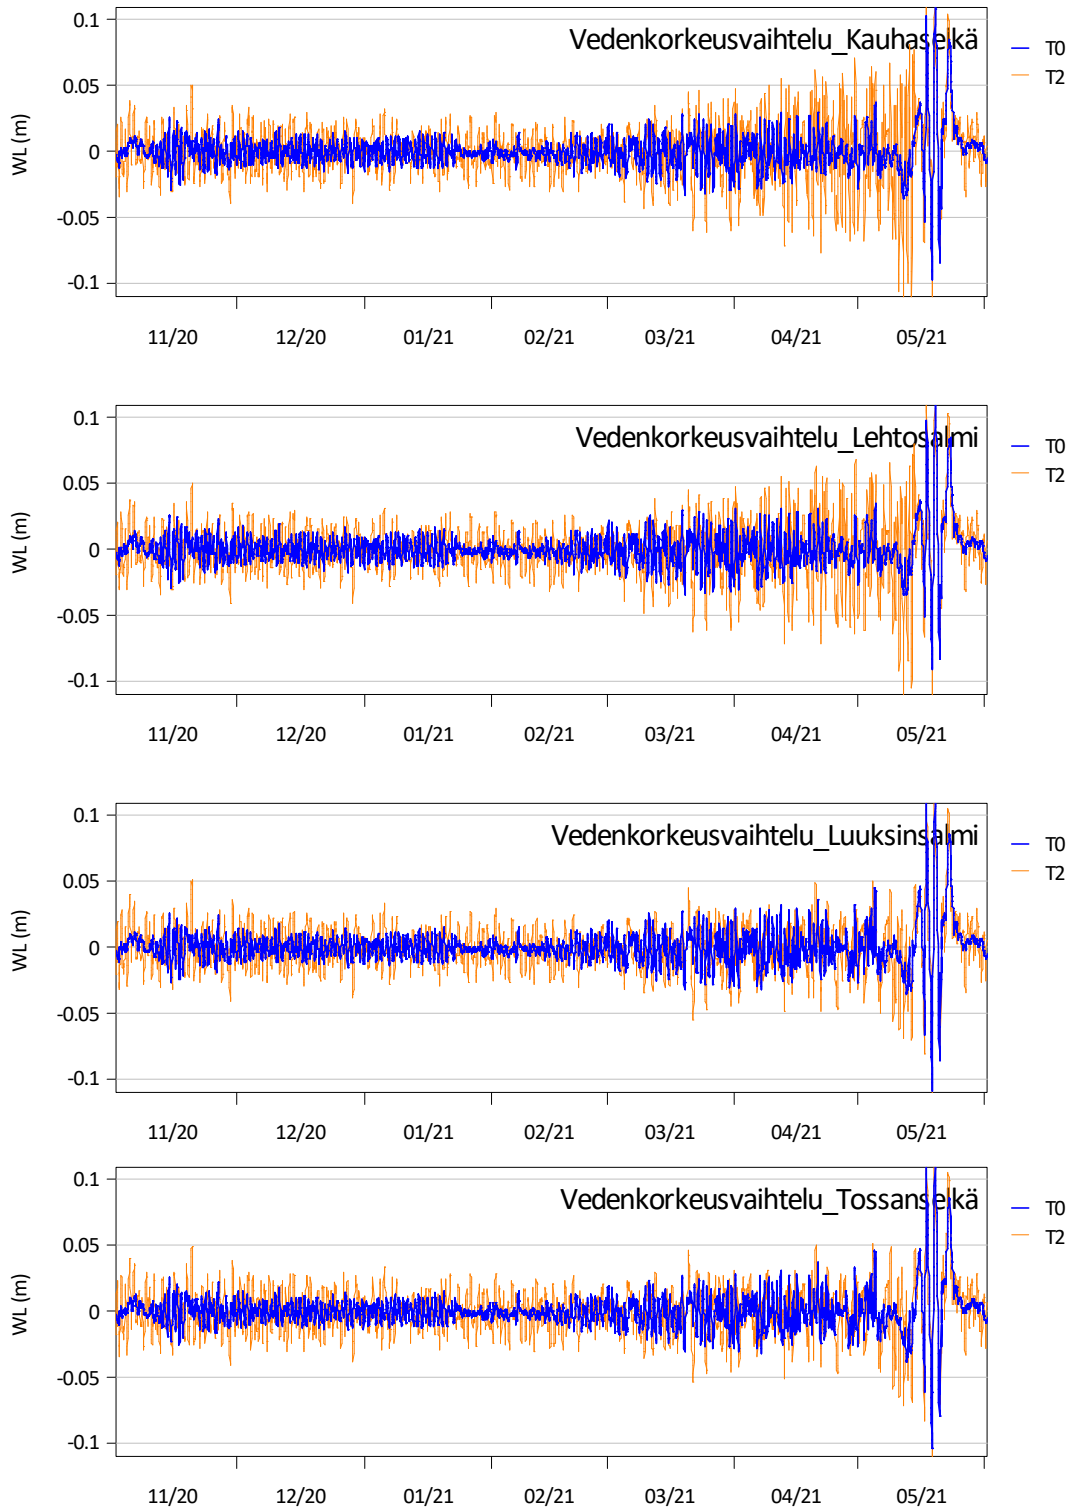 0.1
Vedenkorkeusvaihtelu_Kauhaselkä
T0
T2
0.05
WL (m)
0
-0.05
-0.1
11/20 12/20 01/21 02/21 03/21 04/21 05/21
0.1
Vedenkorkeusvaihtelu_Lehtosalmi
T0
T2
0.05
WL (m)
0
-0.05
-0.1
11/20 12/20 01/21 02/21 03/21 04/21 05/21
0.1
Vedenkorkeusvaihtelu_Luuksinsalmi
T0
T2
0.05
WL (m)
0
-0.05
-0.1
11/20 12/20 01/21 02/21 03/21 04/21 05/21
0.1
Vedenkorkeusvaihtelu_Tossanselkä
T0
T2
0.05
WL (m)
0
-0.05
-0.1
11/20 12/20 01/21 02/21 03/21 04/21 05/21